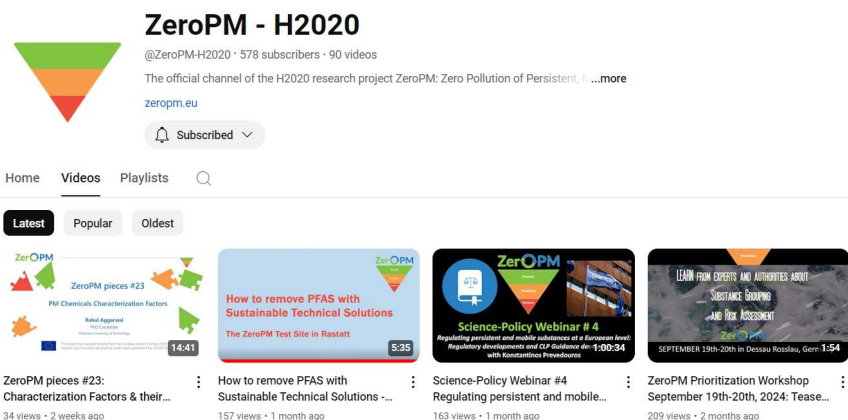 ZeroPM - H2020
@ZeroPM-H2020 · 578 subscribers · 90 videos
The official channel of the H2020 research project ZeroPM: Zero Pollution of Persistent, ...more
zeropm.eu
Subscribed
Home Videos Playlists
Latest Popular Oldest
ZerOPM
ZeroPM pieces #23
PM Chemicals Characterization Factors
Rahul Aggarwal
14:41
ZerOPM
How to remove PFAS with
Sustainable Technical Solutions
The ZeroPM Test Site in Rastatt
5:35
ZerOPM
Science-Policy Webinar # 4
Regulating persistent and mobile substances at a European level:
Regulatory developments and CLP Guidance
with Konstantinos Prevedouros
1:00:34
LEARN FROM EXPERTS AND AUTHORITIES ABOUT
SUBSTANCE GROUPING
AND RISK ASSESSMENT
ZerOPM
SEPTEMBER 19th-20th in Dessau Rosslau, Germ
1:54
ZeroPM pieces #23:
Characterization Factors & their...
34 views · 2 weeks ago
How to remove PFAS with
Sustainable Technical Solutions -...
157 views · 1 month ago
Science-Policy Webinar #4
Regulating persistent and mobile...
163 views · 1 month ago
ZeroPM Prioritization Workshop
September 19th-20th, 2024: Tease...
209 views · 2 months ago